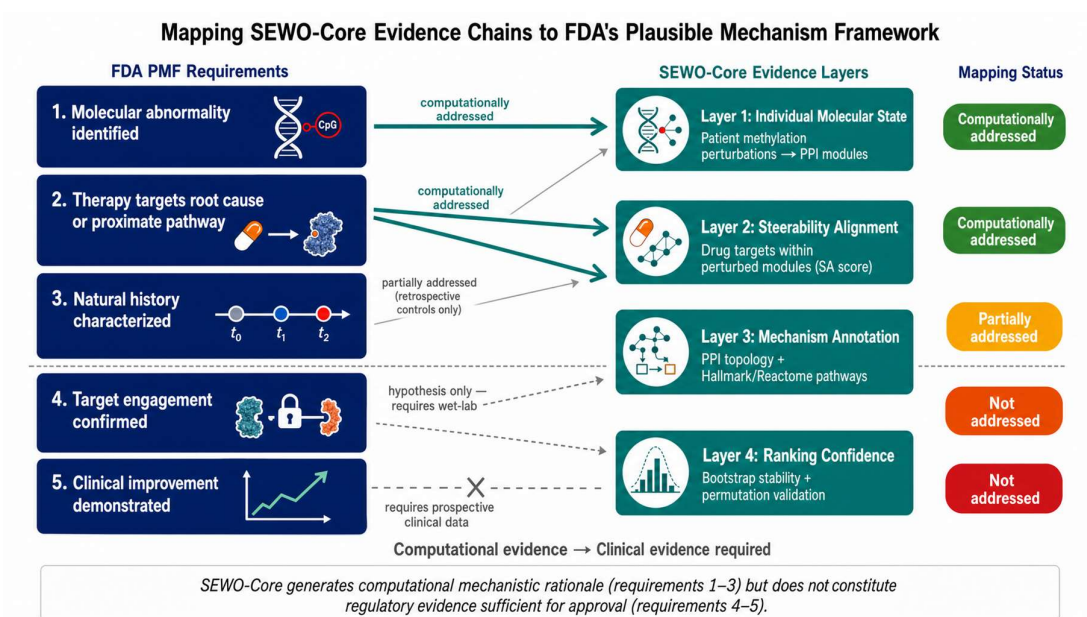 Mapping SEWO-Core Evidence Chains to FDA's Plausible Mechanism Framework
FDA PMF Requirements
SEWO-Core Evidence Layers
Mapping Status
1. Molecular abnormality
identified
CpG
computationally
addressed
Layer 1: Individual Molecular State
Patient methylation
perturbations → PPI modules
Computationally
addressed
2. Therapy targets root cause
or proximate pathway
computationally
addressed
Layer 2: Steerability Alignment
Drug targets within
perturbed modules (SA score)
Computationally
addressed
3. Natural history
characterized
t0
t1
t2
partially addressed
(retrospective
controls only)
Layer 3: Mechanism Annotation
PPI topology +
Hallmark/Reactome pathways
Partially
addressed
4. Target engagement
confirmed
hypothesis only —
requires wet-lab
Not
addressed
5. Clinical improvement
demonstrated
requires prospective
clinical data
Layer 4: Ranking Confidence
Bootstrap stability +
permutation validation
Not
addressed
Computational evidence → Clinical evidence required
SEWO-Core generates computational mechanistic rationale (requirements 1–3) but does not constitute
regulatory evidence sufficient for approval (requirements 4–5).